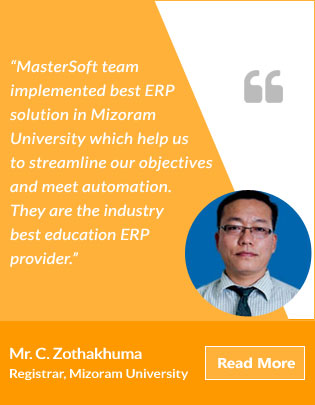 “MasterSoft team
implemented best ERP
solution in Mizoram
University which help us
to streamline our objectives
and meet automation.
They are the industry
best education ERP
provider.”
Mr. C. Zothakhuma
Registrar, Mizoram University
Read More